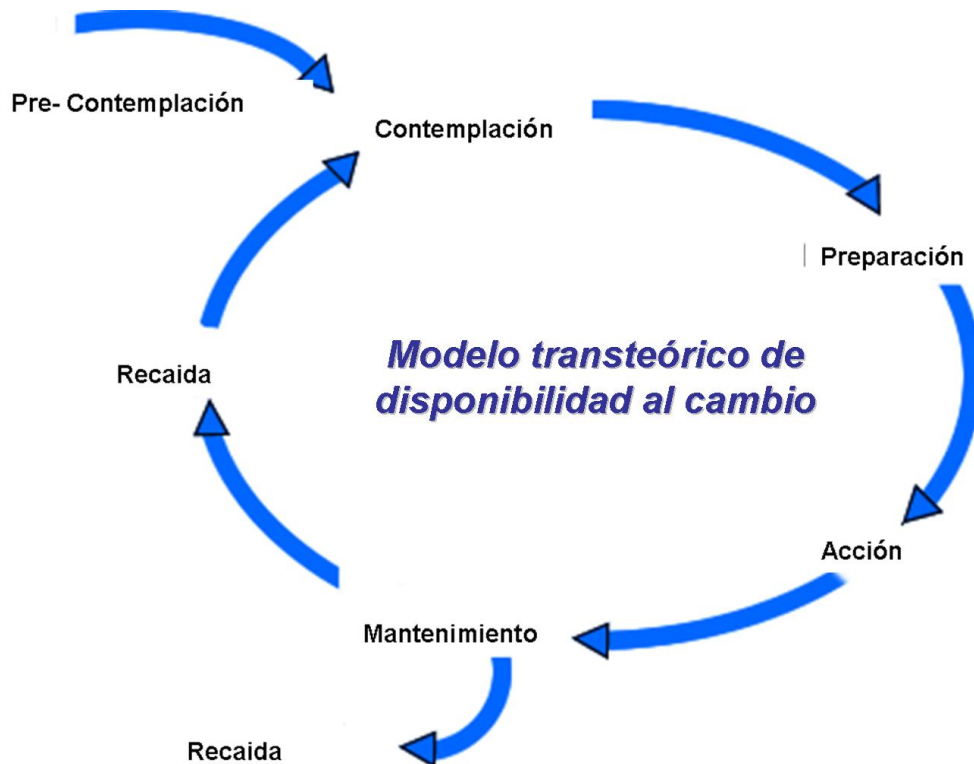 Pre- Contemplación
Contemplación
Preparación
Modelo transteórico de
disponibilidad al cambio
Recaida
Acción
Mantenimiento
Recaida